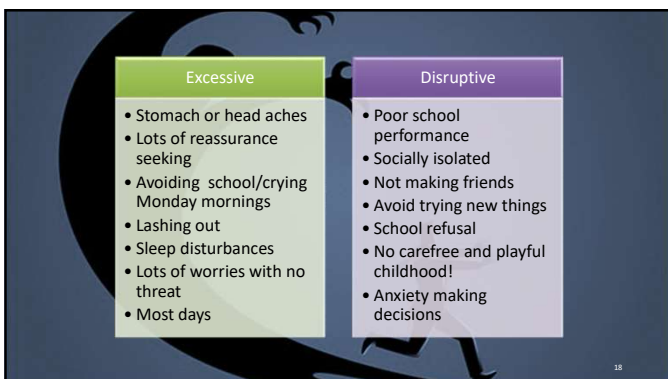 Excessive
• Stomach or head aches
• Lots of reassurance
seeking
• Avoiding school/crying
Monday mornings
• Lashing out
• Sleep disturbances
• Lots of worries with no
threat
• Most days
Disruptive
• Poor school
performance
• Socially isolated
• Not making friends
• Avoid trying new things
• School refusal
• No carefree and playful
childhood!
• Anxiety making
decisions
18